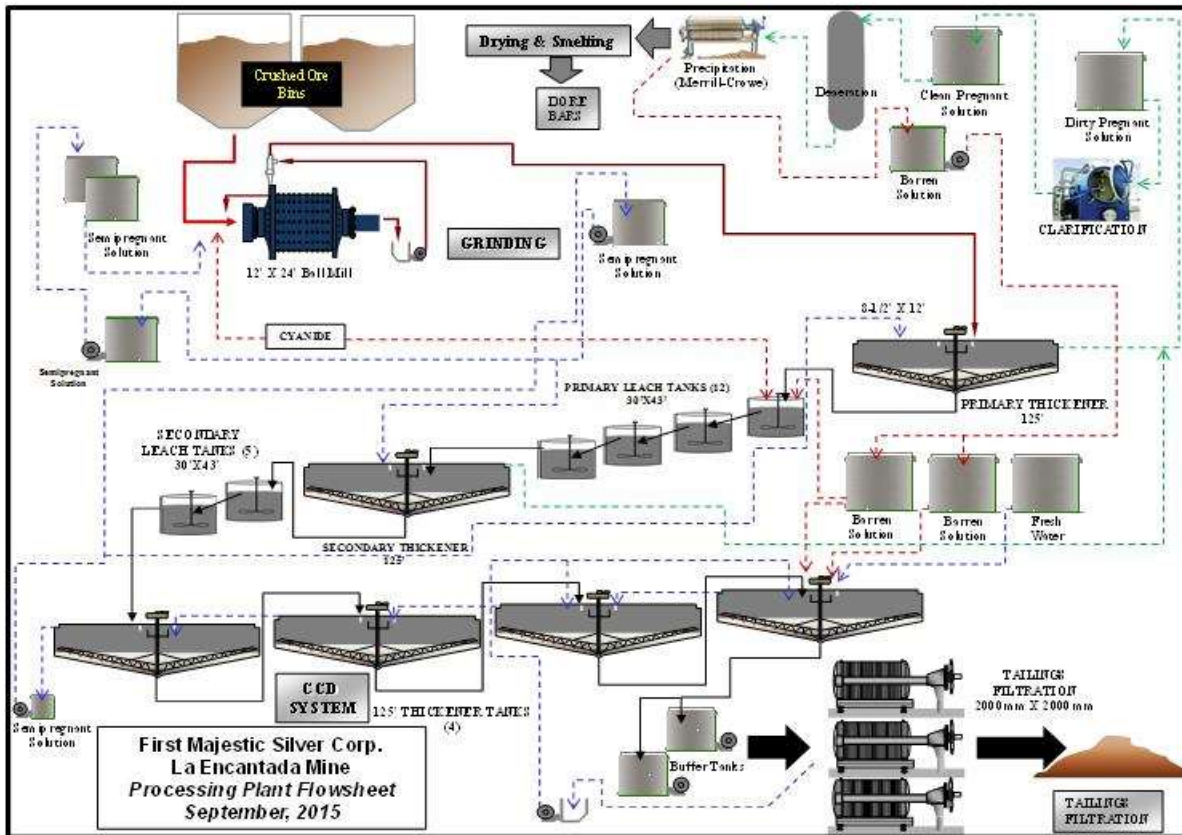 Drying & Smelting
DORE
BARS
Precipitation
(Merrill-Crowe)
Deaeration
Clean Pregnant
Solution
Dirty Pregnant
Solution
Crushed Ore
Bins
Barren
Solution
CLARIFICATION
Semipregnant
Solution
GRINDING
Semipregnant
Solution
12' X 24' Ball Mill
8-1/2' X 12'
CYANIDE
Semipregnant
Solution
PRIMARY LEACH TANKS (12)
30'X43'
PRIMARY THICKENER
125'
SECONDARY
LEACH TANKS (5)
30'X43'
SECONDARY THICKENER
125'
Barren
Solution
Barren
Solution
Fresh
Water
Semipregnant
Solution
CCD
SYSTEM
125' THICKENER TANKS
(4)
Buffer Tanks
TAILINGS
FILTRATION
2000 mm X 2000 mm
TAILINGS
FILTRATION
First Majestic Silver Corp.
La Encantada Mine
Processing Plant Flowsheet
September, 2015